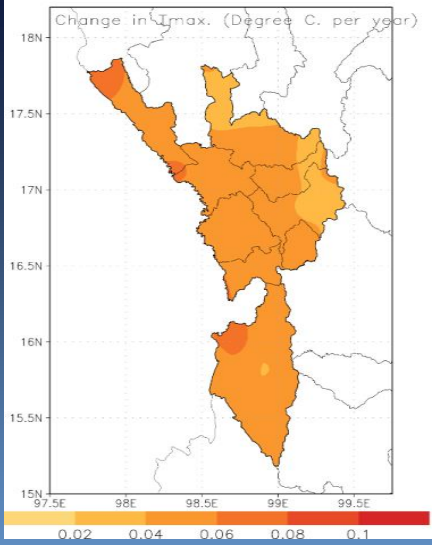 Change in Tmax. (Degree C. per year)
18N
17.5N
17N
16.5N
16N
15.5N
15N
97.5E 98E 98.5E 99E 99.5E
0.02 0.04 0.06 0.08 0.1